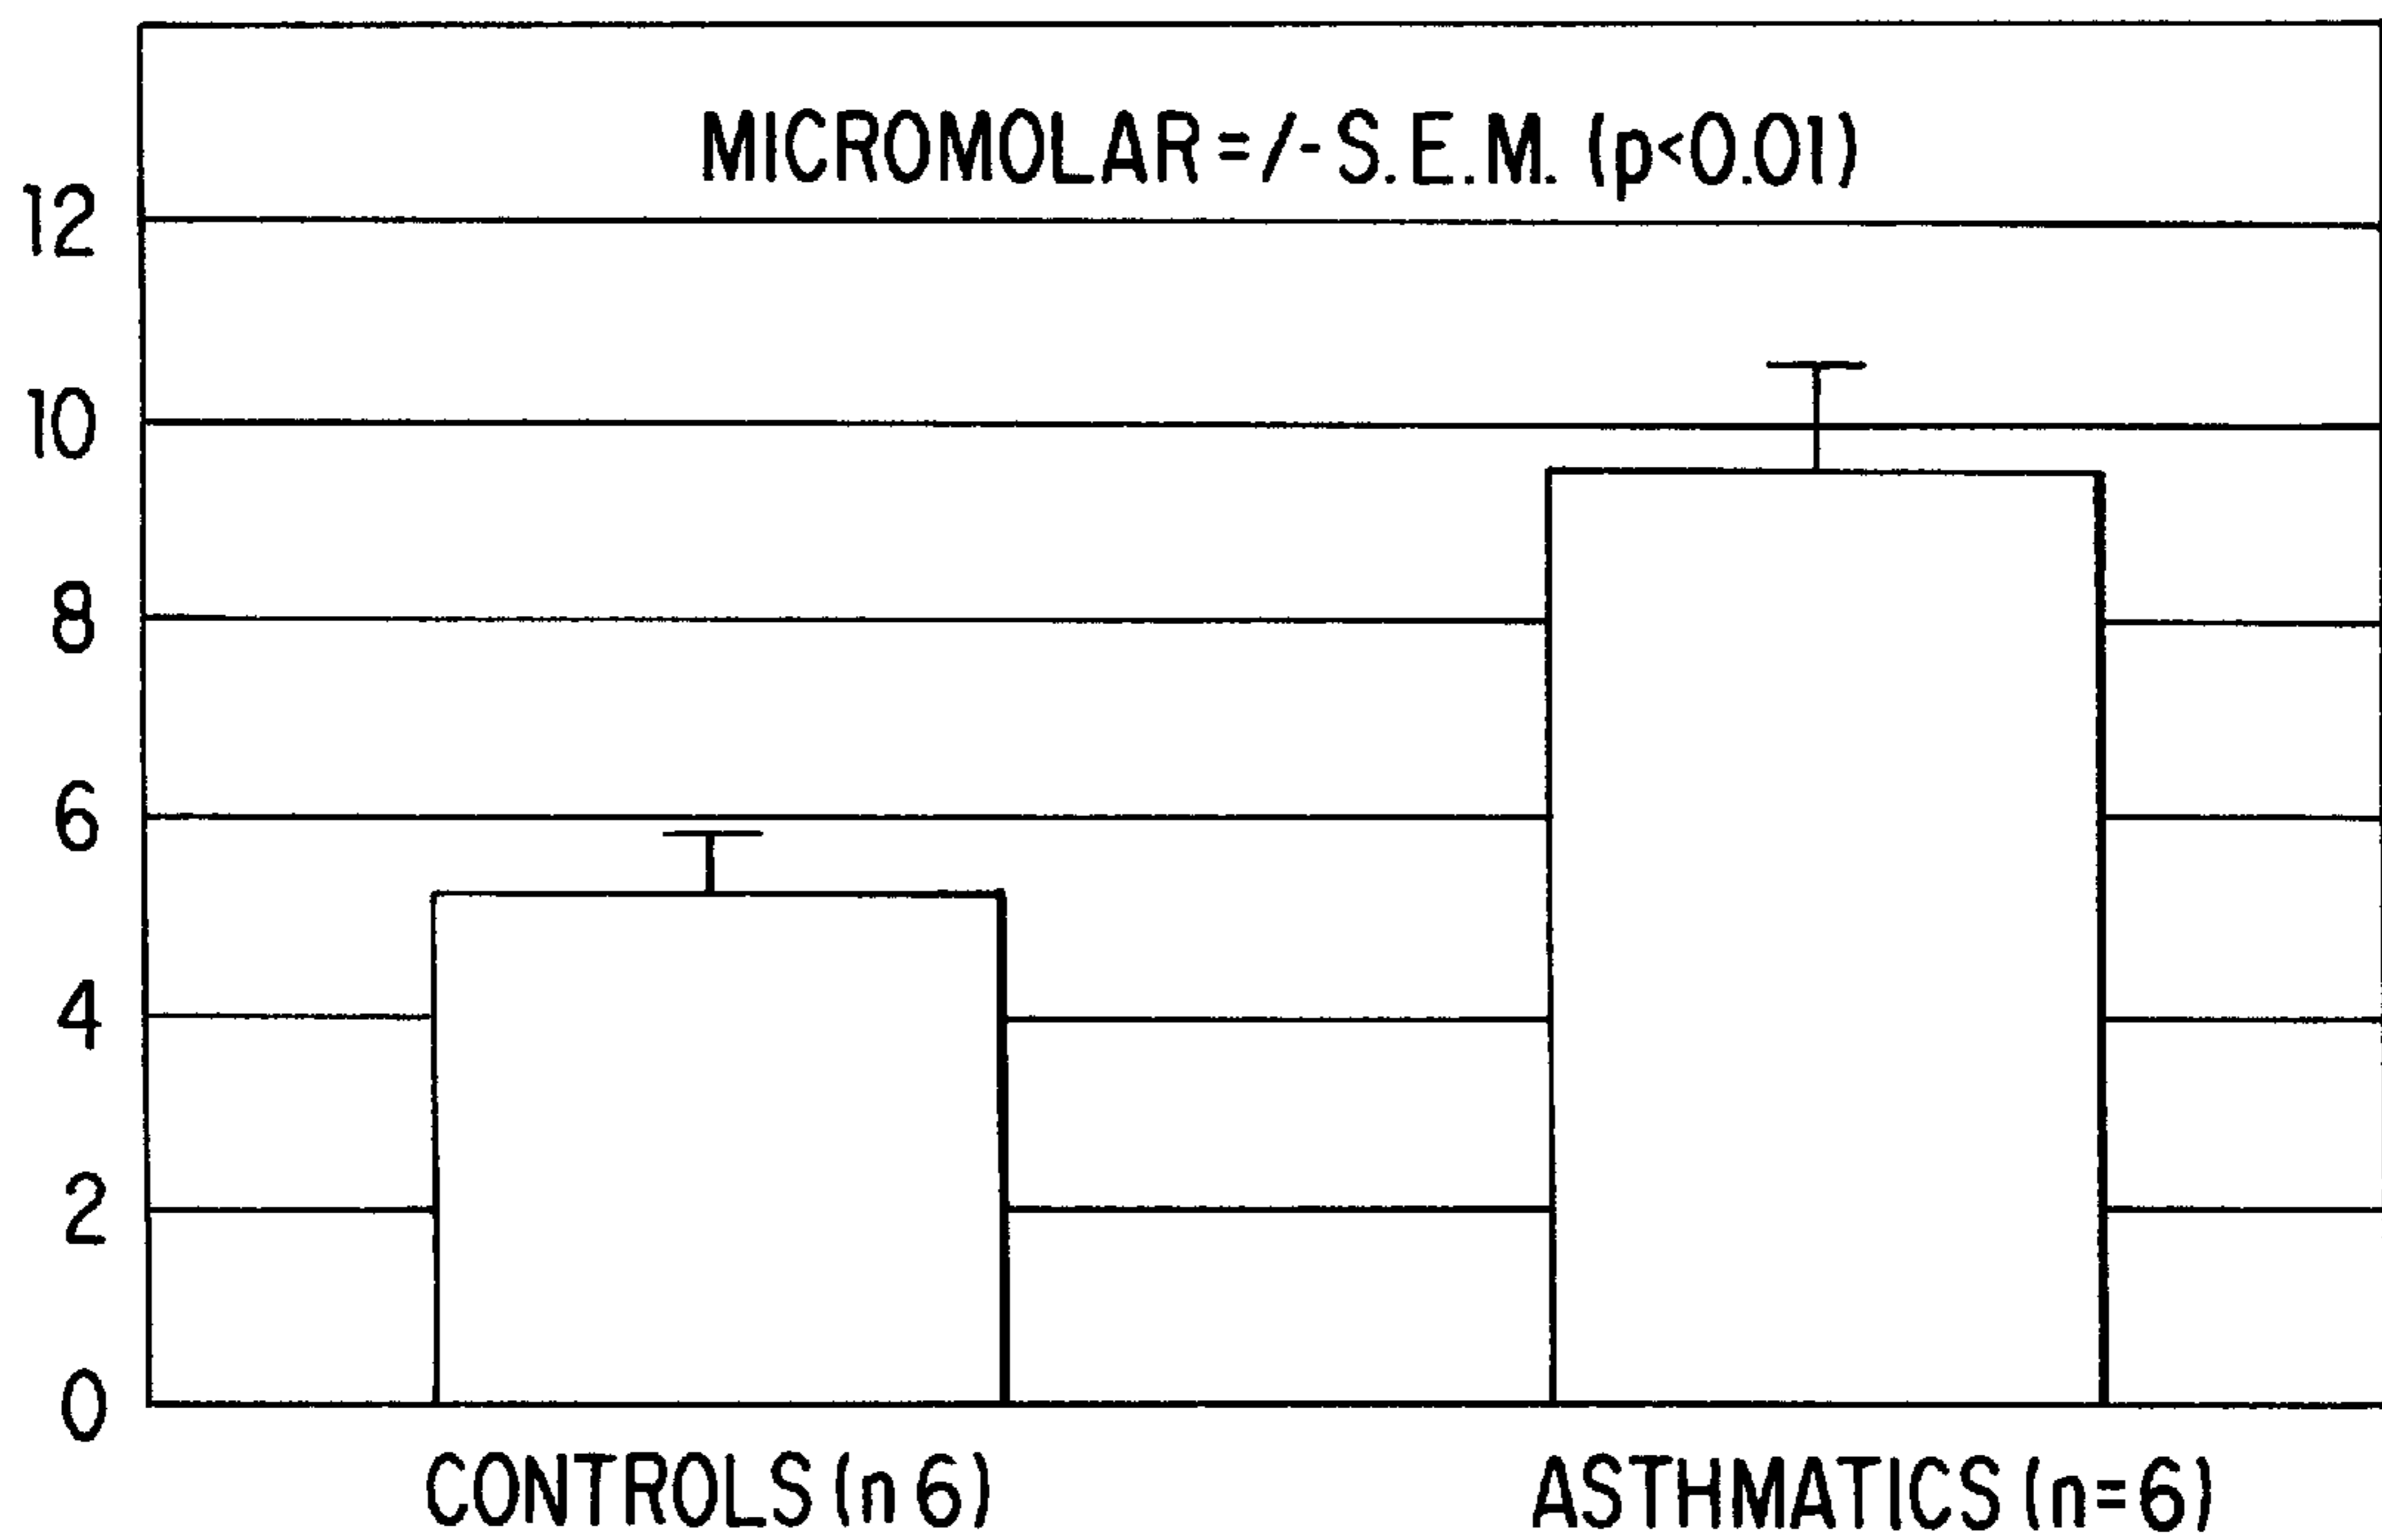 MICROMOLAR =/- S.E.M. (p<0.01)
12
10
8
6
4
2
0
CONTROLS (n 6)
ASTHMATICS (n=6)